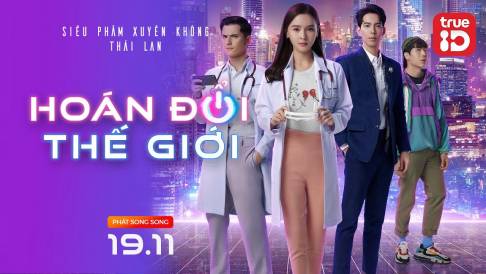 SIÊU PHẨM XUYÊN KHÔNG
THÁI LAN
HOÁN ĐỔI
THẾ GIỚI
PHÁT SONG SONG
19.11
true
iD